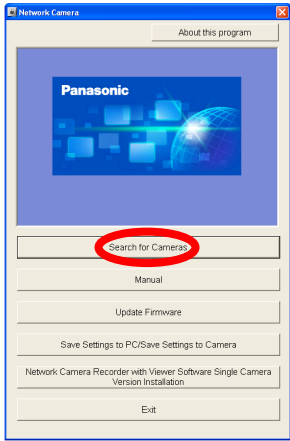 Network Camera
About this program
Panasonic
Search for Cameras
Manual
Update Firmware
Save Settings to PC/Save Settings to Camera
Network Camera Recorder with Viewer Software Single Camera
Version Installation
Exit